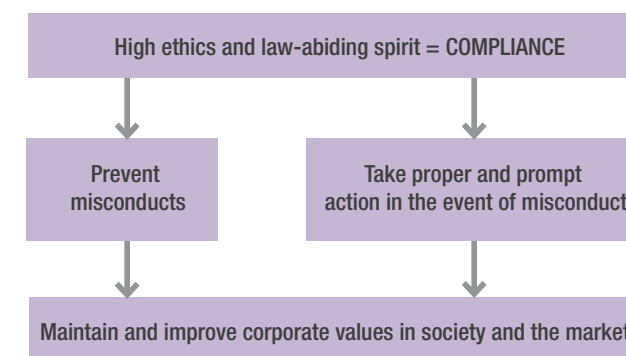 High ethics and law-abiding spirit = COMPLIANCE
Prevent
misconducts
Take proper and prompt
action in the event of misconduct
Maintain and improve corporate values in society and the market